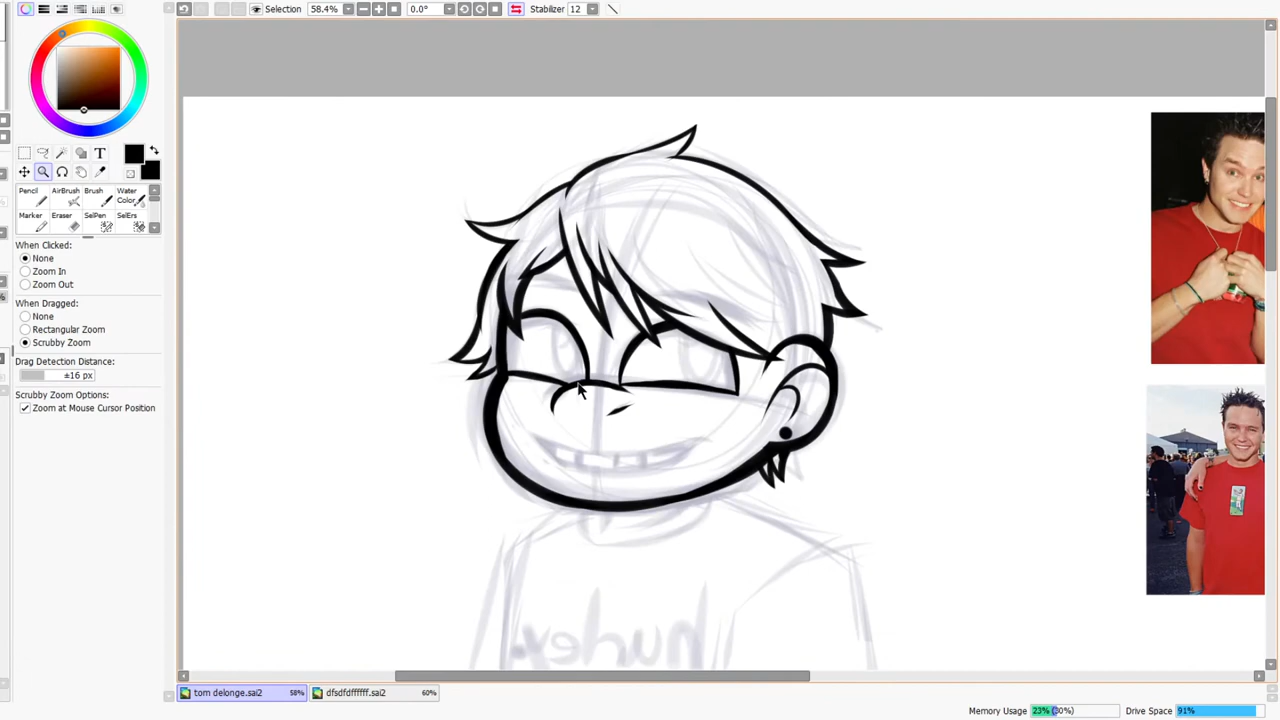 Selection 58.4% 0.0° Stabilizer 12
T
Pencil AirBrush Brush Water Color
Marker Eraser SelPen SelErs
When Clicked:
None
Zoom In
Zoom Out
When Dragged:
None
Rectangular Zoom
Scrubby Zoom
Drag Detection Distance:
±16 px
Scrubby Zoom Options:
Zoom at Mouse Cursor Position
tom delonge.sai2 58% dfsdfdffffff.sai2 60%
Memory Usage 23% (30%) Drive Space 91%